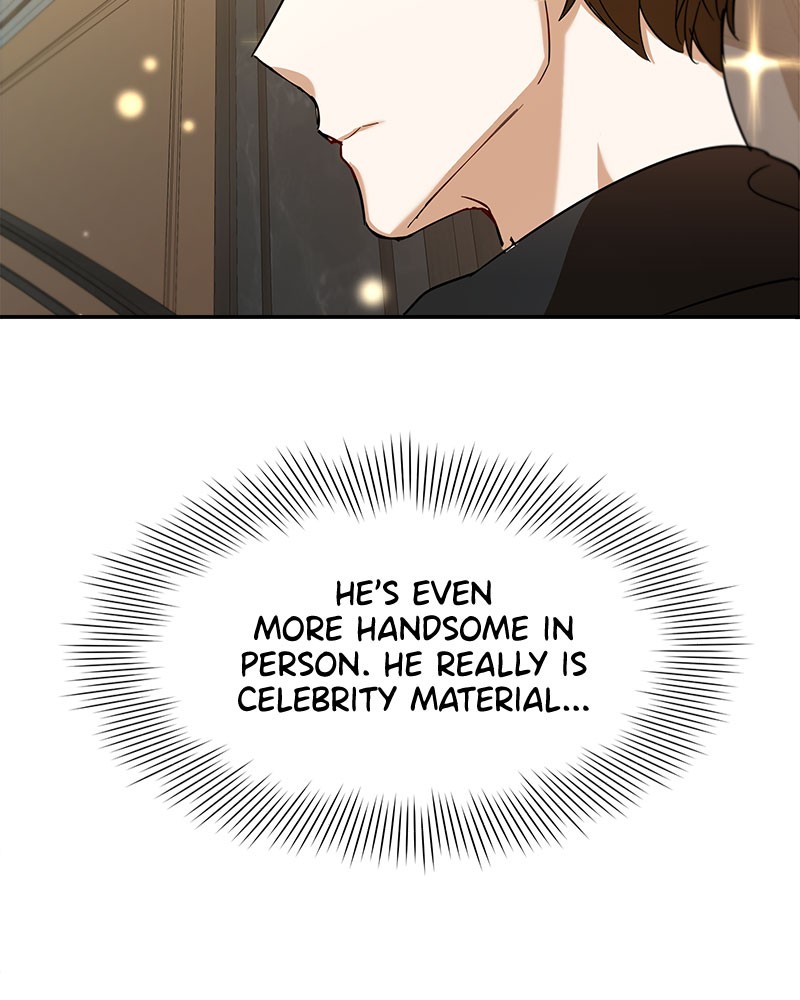 HE'S EVEN
MORE HANDSOME IN
PERSON. HE REALLY IS
CELEBRITY MATERIAL...